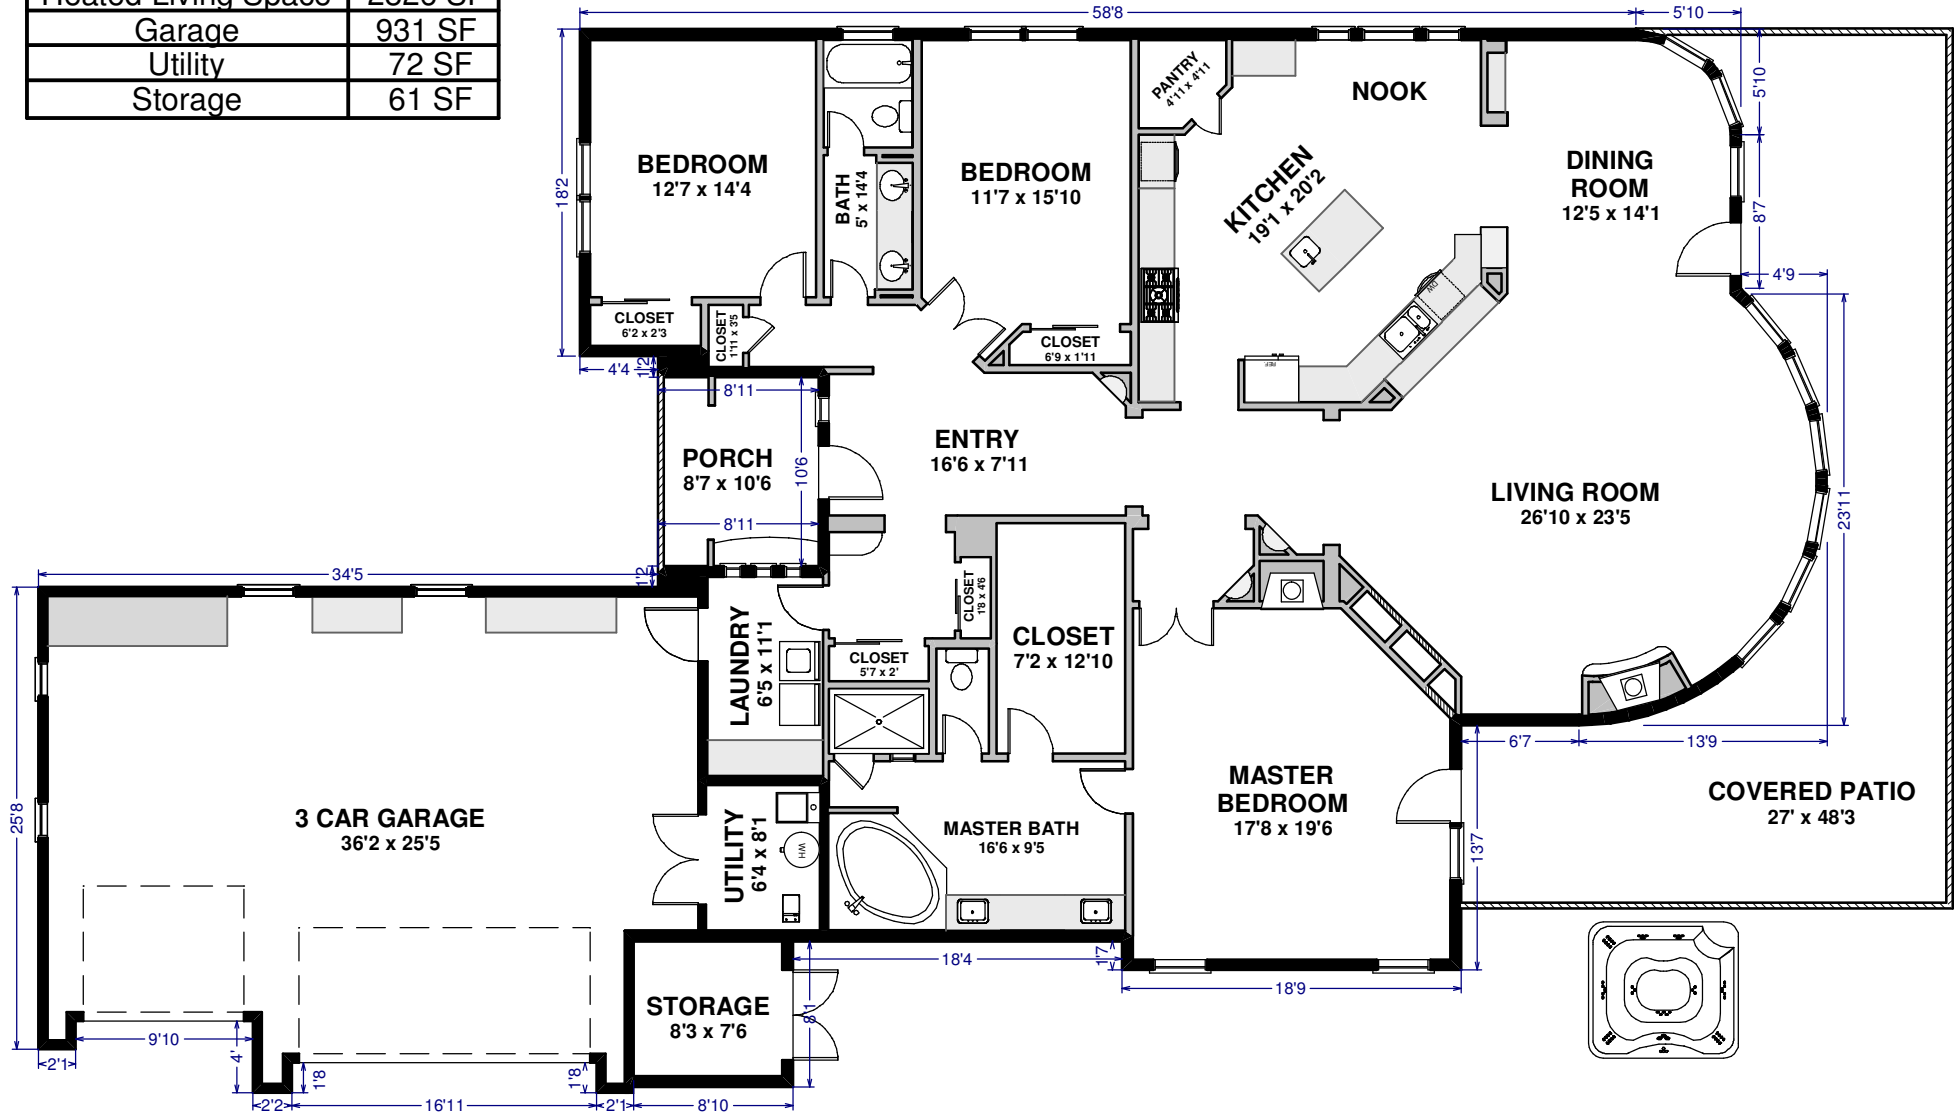 Garage 931 SF
Utility 72 SF
Storage 61 SF
58'8
5'10
5'10
8'7
4'9
23'11
18'2
4'4
1'2
BEDROOM
12'7 x 14'4
BATH
5' x 14'4
BEDROOM
11'7 x 15'10
PANTRY
4'11 x 4'11
NOOK
KITCHEN
19'1 x 20'2
DINING
ROOM
12'5 x 14'1
CLOSET
6'2 x 2'3
CLOSET
1'11 x 3'5
CLOSET
6'9 x 1'11
REF.
DW
8'11
PORCH
8'7 x 10'6
10'6
8'11
1'2
ENTRY
16'6 x 7'11
LIVING ROOM
26'10 x 23'5
34'5
LAUNDRY
6'5 x 11'1
CLOSET
1'8 x 4'6
CLOSET
7'2 x 12'10
CLOSET
5'7 x 2'
6'7
13'9
3 CAR GARAGE
36'2 x 25'5
25'8
UTILITY
6'4 x 8'1
WH
MASTER BATH
16'6 x 9'5
MASTER
BEDROOM
17'8 x 19'6
13'7
COVERED PATIO
27' x 48'3
18'4
1'7
18'9
STORAGE
8'3 x 7'6
8'1
9'10
4'
2'1
1'8
1'8
2'2
16'11
2'1
8'10